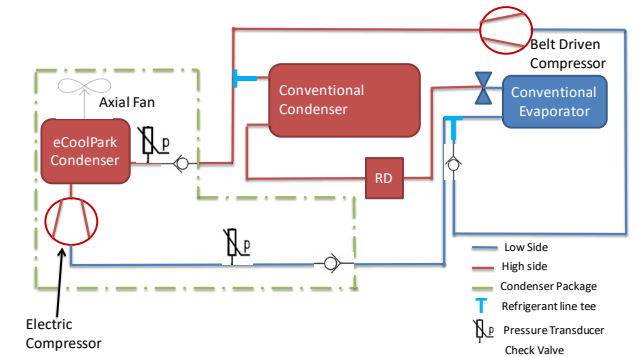 Belt Driven
Compressor
Axial Fan
Conventional
Condenser
Conventional
Evaporator
eCoolPark
Condenser
p
RD
p
Low Side
High side
Condenser Package
Refrigerant line tee
p
Pressure Transducer
Check Valve
Electric
Compressor